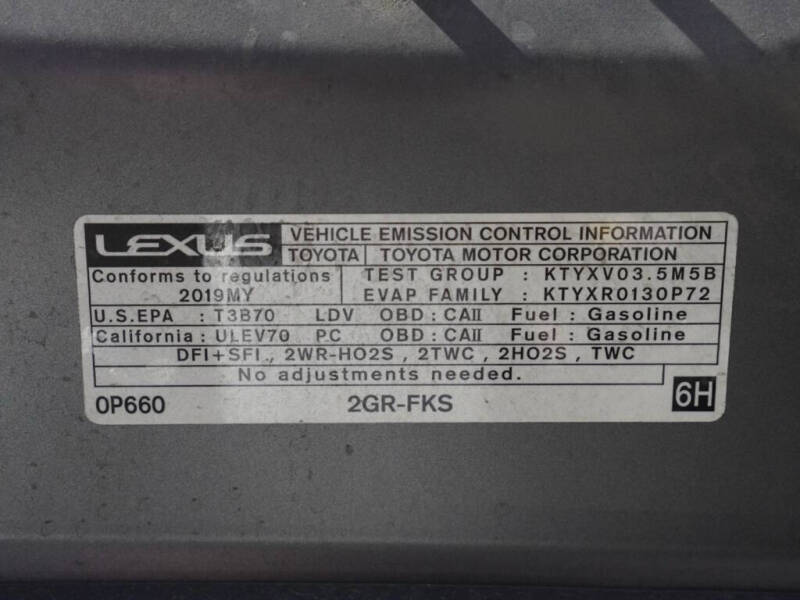 LEXUS VEHICLE EMISSION CONTROL INFORMATION
TOYOTA TOYOTA MOTOR CORPORATION
Conforms to regulations TEST GROUP : KTYXV03.5M5B
2019MY EVAP FAMILY : KTYXR0130P72
U.S.EPA : T3B70 LDV OBD : CAII Fuel : Gasoline
California : ULEV70 PC OBD : CAII Fuel : Gasoline
DFI+SFI , 2WR-HO2S , 2TWC , 2HO2S , TWC
No adjustments needed.
0P660 2GR-FKS 6H